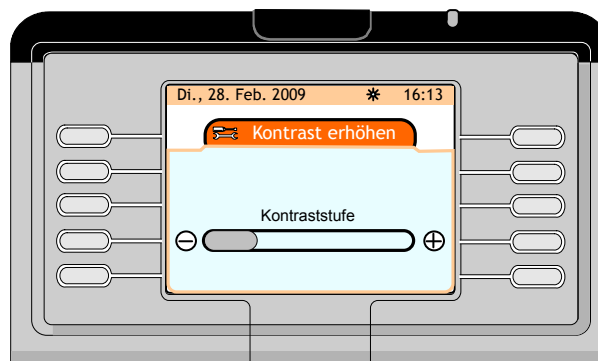 Di., 28. Feb. 2009 16:13
Kontrast erhöhen
Kontraststufe